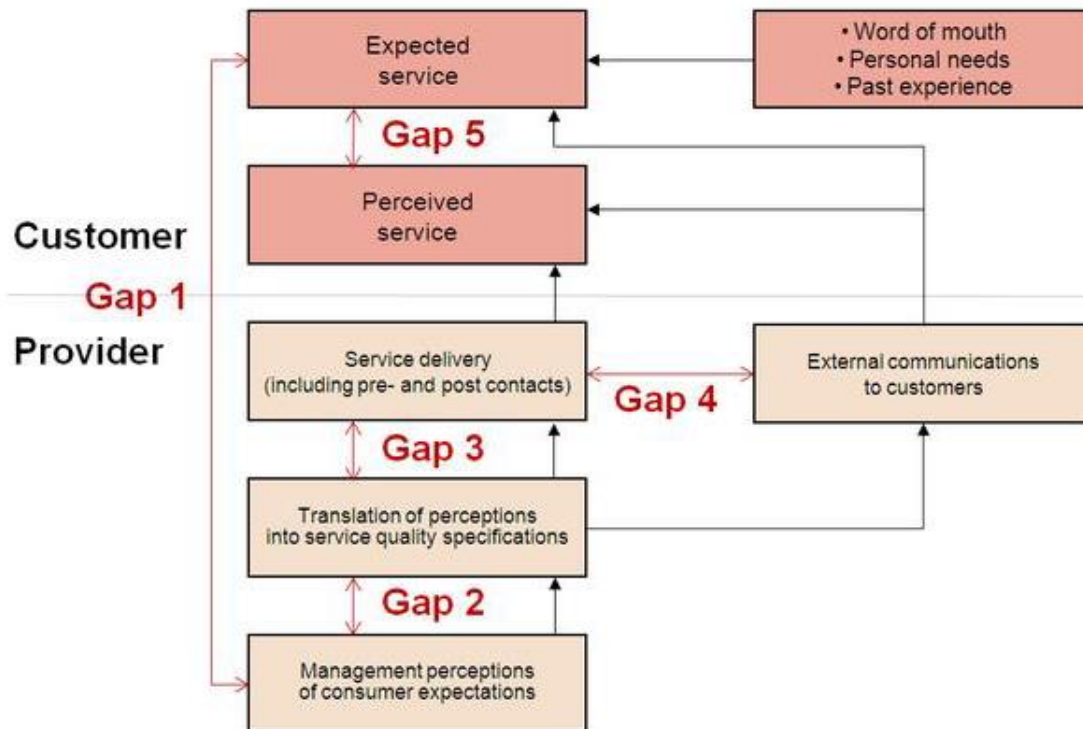 Expected
service
• Word of mouth
• Personal needs
• Past experience
Gap 5
Perceived
service
Customer
Gap 1
Provider
Service delivery
(including pre- and post contacts)
External communications
to customers
Gap 4
Gap 3
Translation of perceptions
into service quality specifications
Gap 2
Management perceptions
of consumer expectations